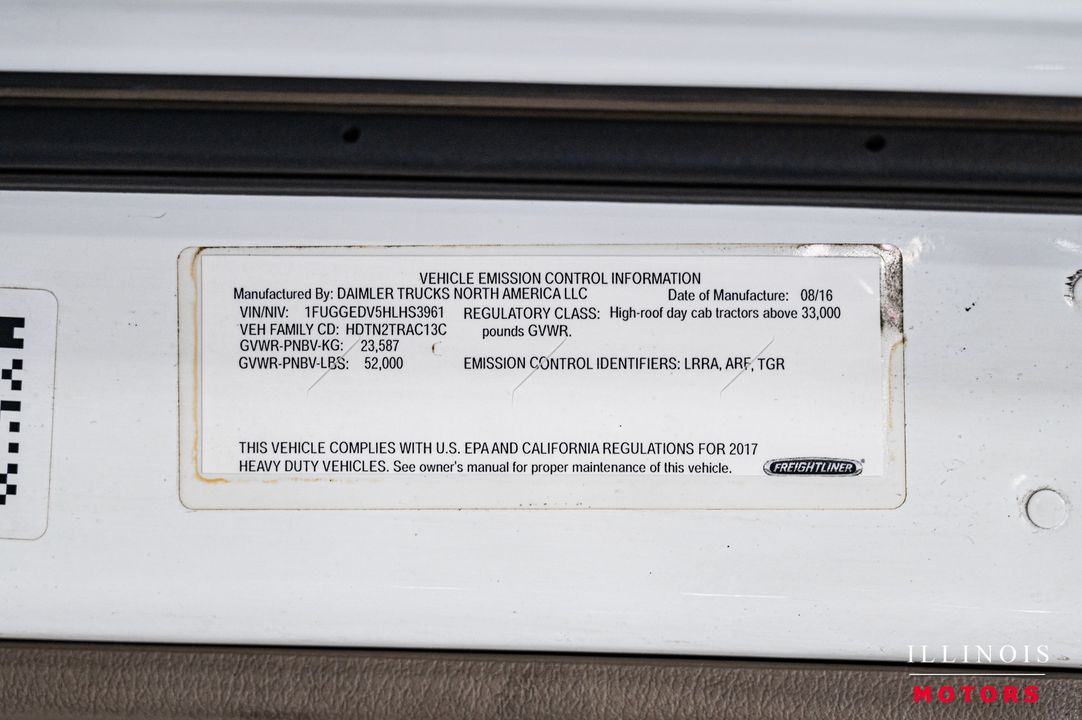 VEHICLE EMISSION CONTROL INFORMATION
Manufactured By: DAIMLER TRUCKS NORTH AMERICA LLC Date of Manufacture: 08/16
VIN/NIV: 1FUGGEDV5HLHS3961 REGULATORY CLASS: High-roof day cab tractors above 33,000
VEH FAMILY CD: HDTN2TRAC13C pounds GVWR.
GVWR-PNBV-KG: 23,587
GVWR-PNBV-LBS: 52,000 EMISSION CONTROL IDENTIFIERS: LRRA, ARF, TGR
THIS VEHICLE COMPLIES WITH U.S. EPA AND CALIFORNIA REGULATIONS FOR 2017
HEAVY DUTY VEHICLES. See owner's manual for proper maintenance of this vehicle.
FREIGHTLINER
ILLINOIS
MOTORS